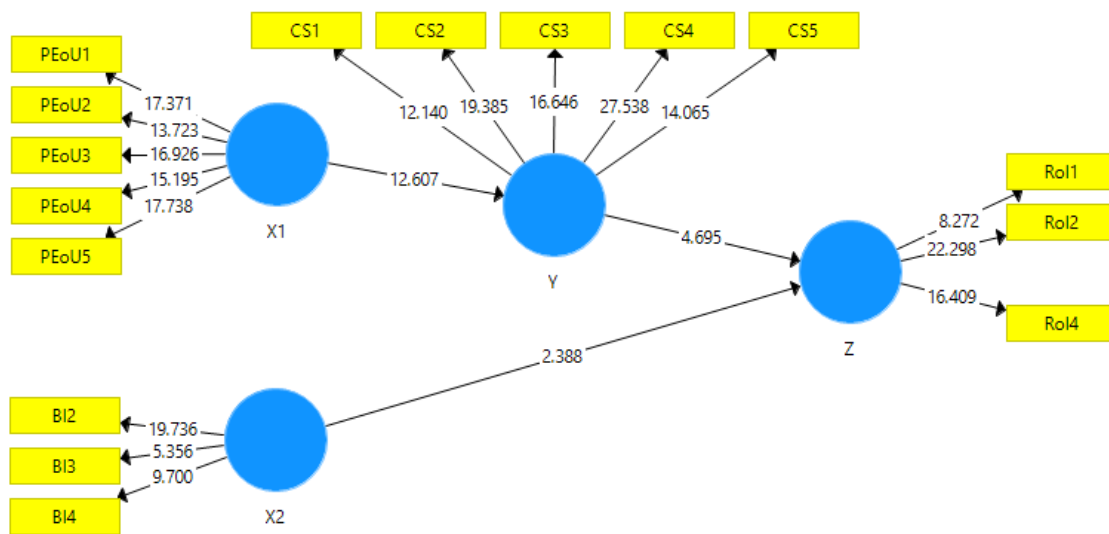 CS1
CS2
CS3
CS4
CS5
PEoU1
PEoU2
PEoU3
PEoU4
PEoU5
17.371
13.723
16.926
15.195
17.738
X1
12.140
19.385
16.646
27.538
14.065
12.607
Y
4.695
RoI1
RoI2
RoI4
8.272
22.298
16.409
Z
2.388
BI2
BI3
BI4
19.736
5.356
9.700
X2